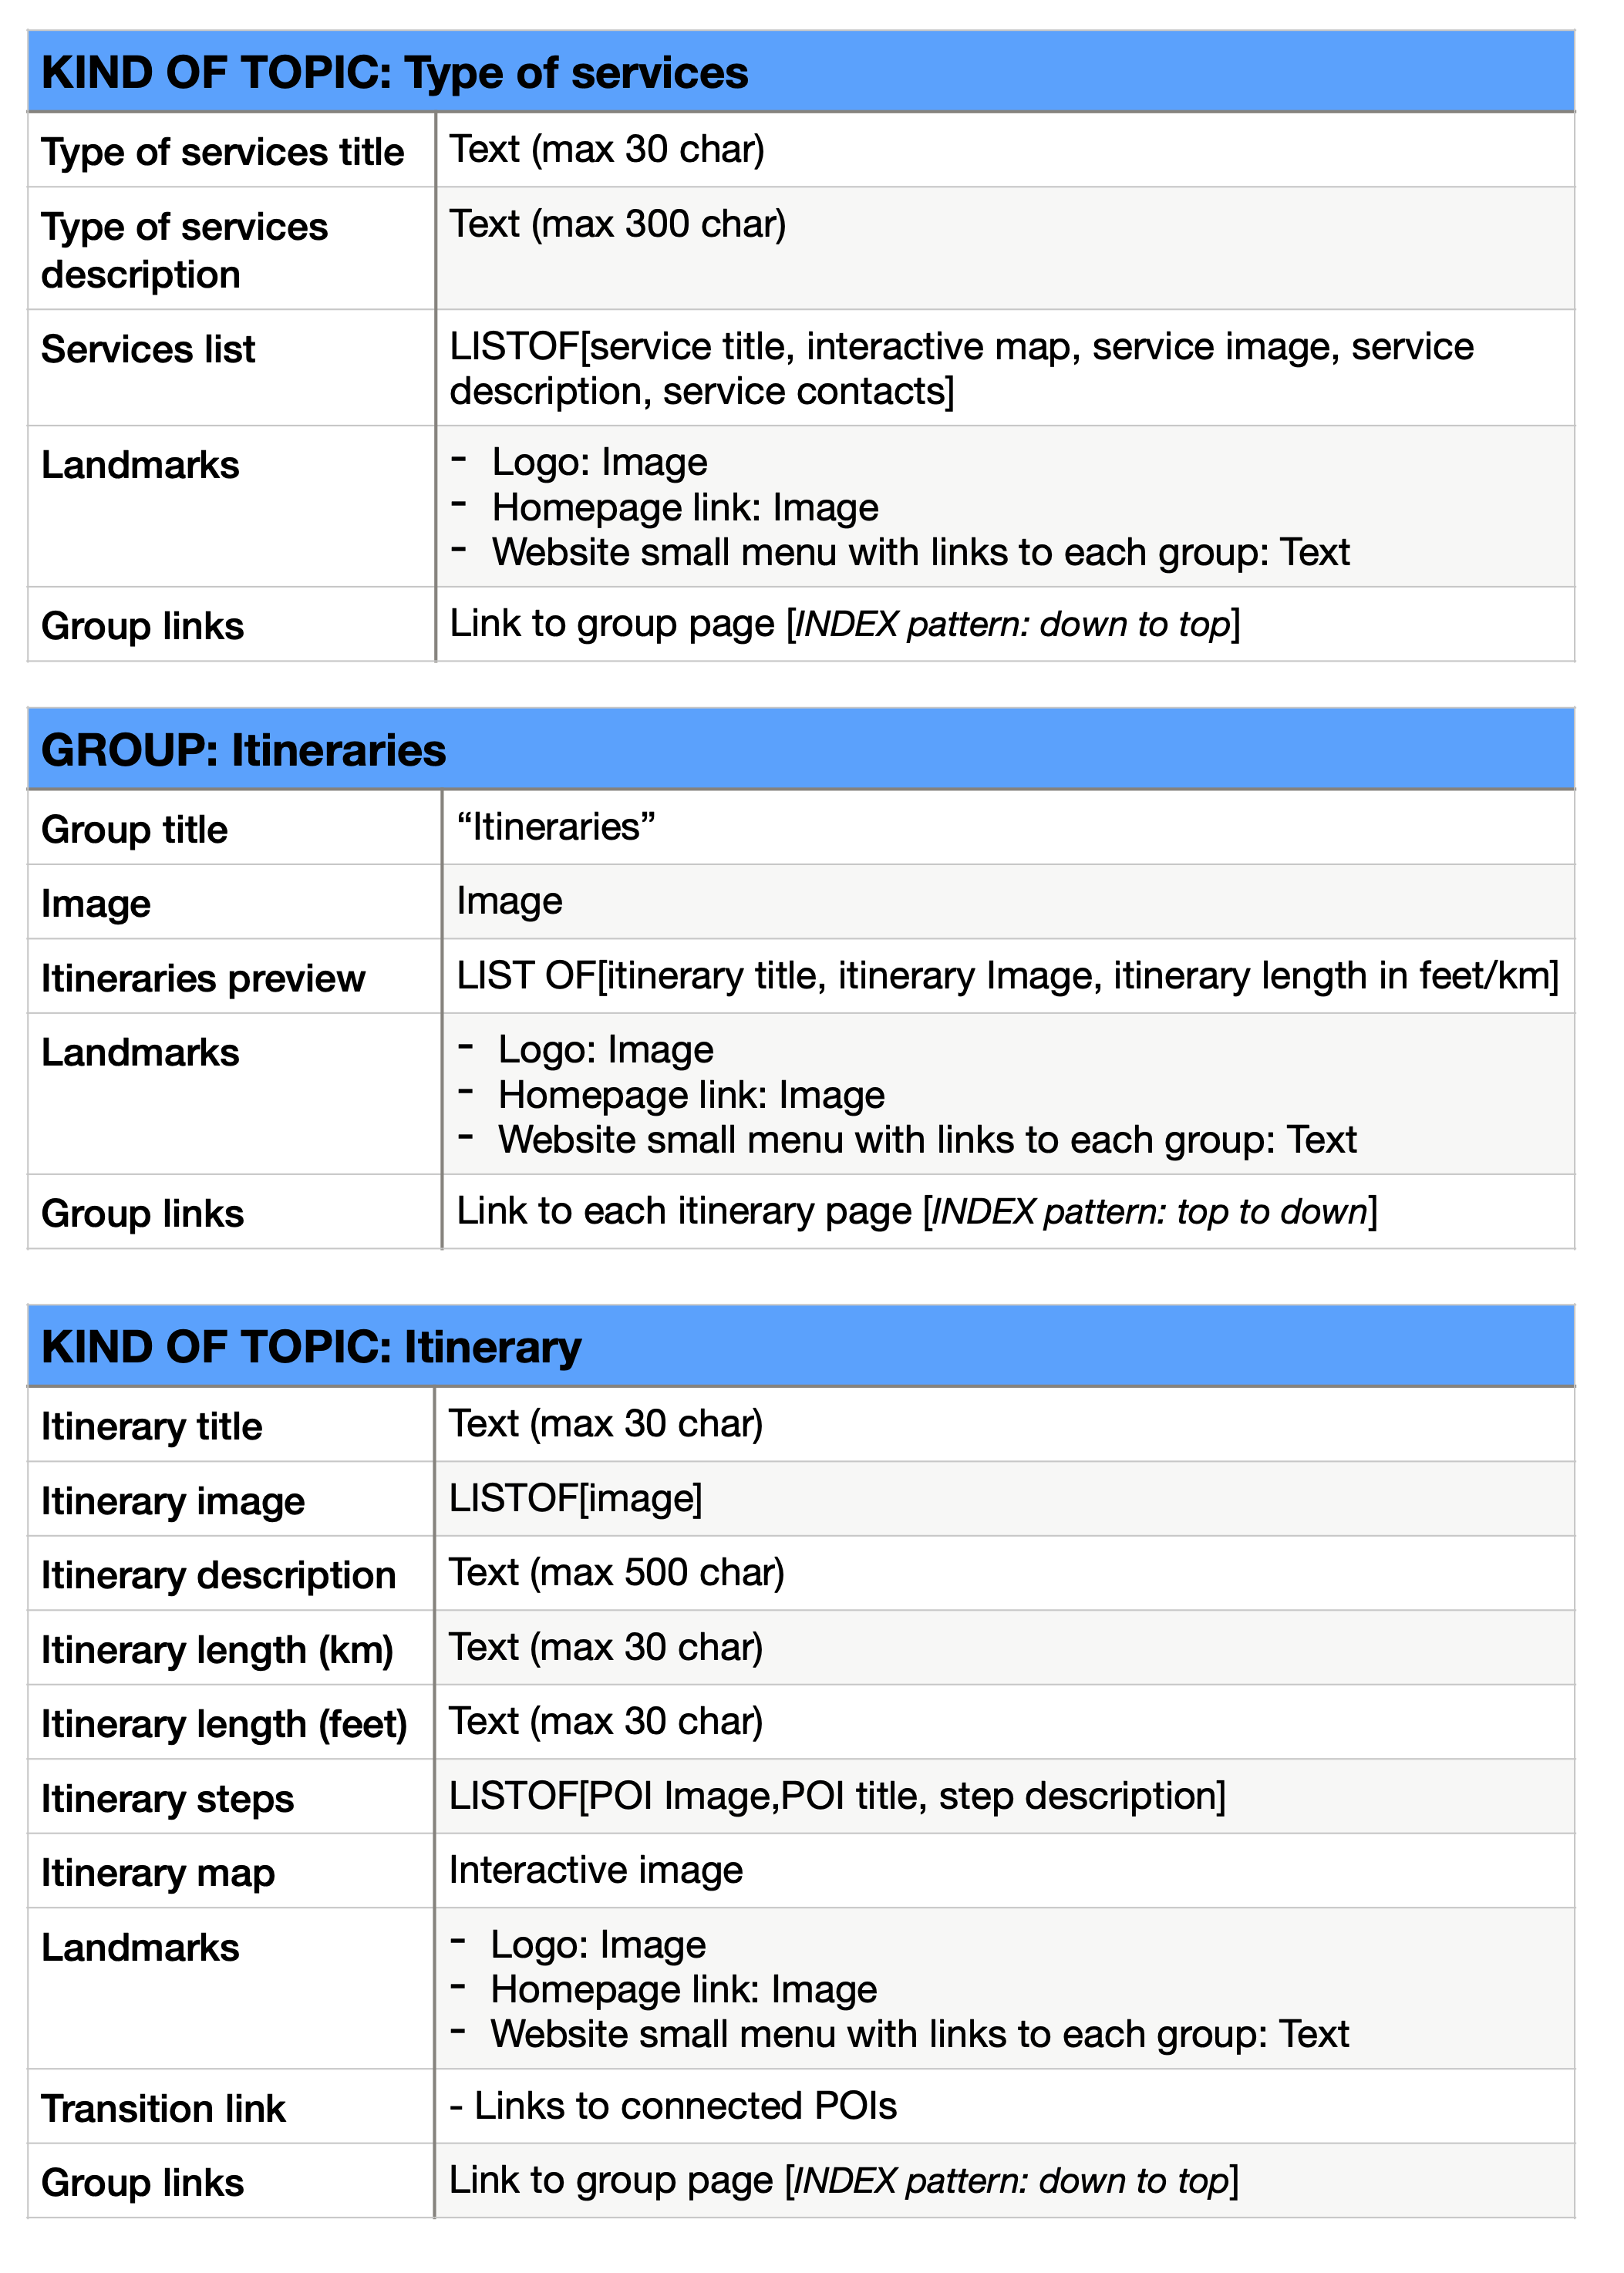 KIND OF TOPIC: Type of services
Type of services title
Text (max 30 char)
Type of services
description
Text (max 300 char)
Services list
LISTOF[service title, interactive map, service image, service
description, service contacts]
Landmarks
- Logo: Image
- Homepage link: Image
- Website small menu with links to each group: Text
Group links
Link to group page [INDEX pattern: down to top]
GROUP: Itineraries
Group title
“Itineraries”
Image
Image
Itineraries preview
LIST OF[itinerary title, itinerary Image, itinerary length in feet/km]
Landmarks
- Logo: Image
- Homepage link: Image
- Website small menu with links to each group: Text
Group links
Link to each itinerary page [INDEX pattern: top to down]
KIND OF TOPIC: Itinerary
Itinerary title
Text (max 30 char)
Itinerary image
LISTOF[image]
Itinerary description
Text (max 500 char)
Itinerary length (km)
Text (max 30 char)
Itinerary length (feet)
Text (max 30 char)
Itinerary steps
LISTOF[POI Image,POI title, step description]
Itinerary map
Interactive image
Landmarks
- Logo: Image
- Homepage link: Image
- Website small menu with links to each group: Text
Transition link
- Links to connected POIs
Group links
Link to group page [INDEX pattern: down to top]